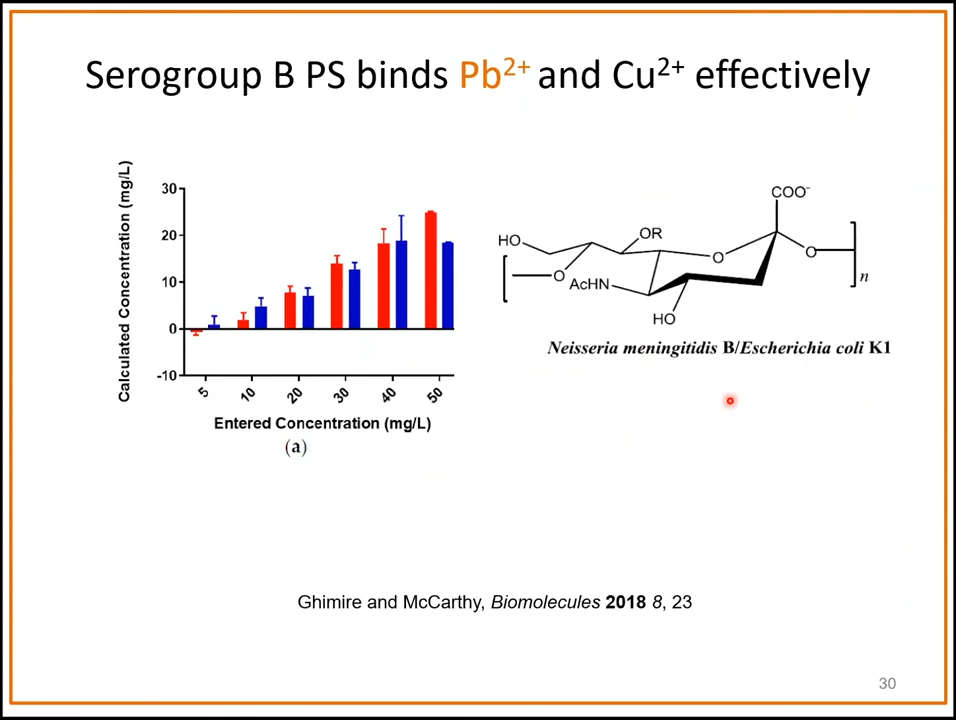 Serogroup B PS binds Pb²⁺ and Cu²⁺ effectively
Calculated Concentration (mg/L)
30
20
10
0
-10
5
10
20
30
40
50
Entered Concentration (mg/L)
(a)
COO⁻
HO
OR
O
O
O
AcHN
HO
n
Neisseria meningitidis B/Escherichia coli K1
Ghimire and McCarthy, Biomolecules 2018 8, 23
30